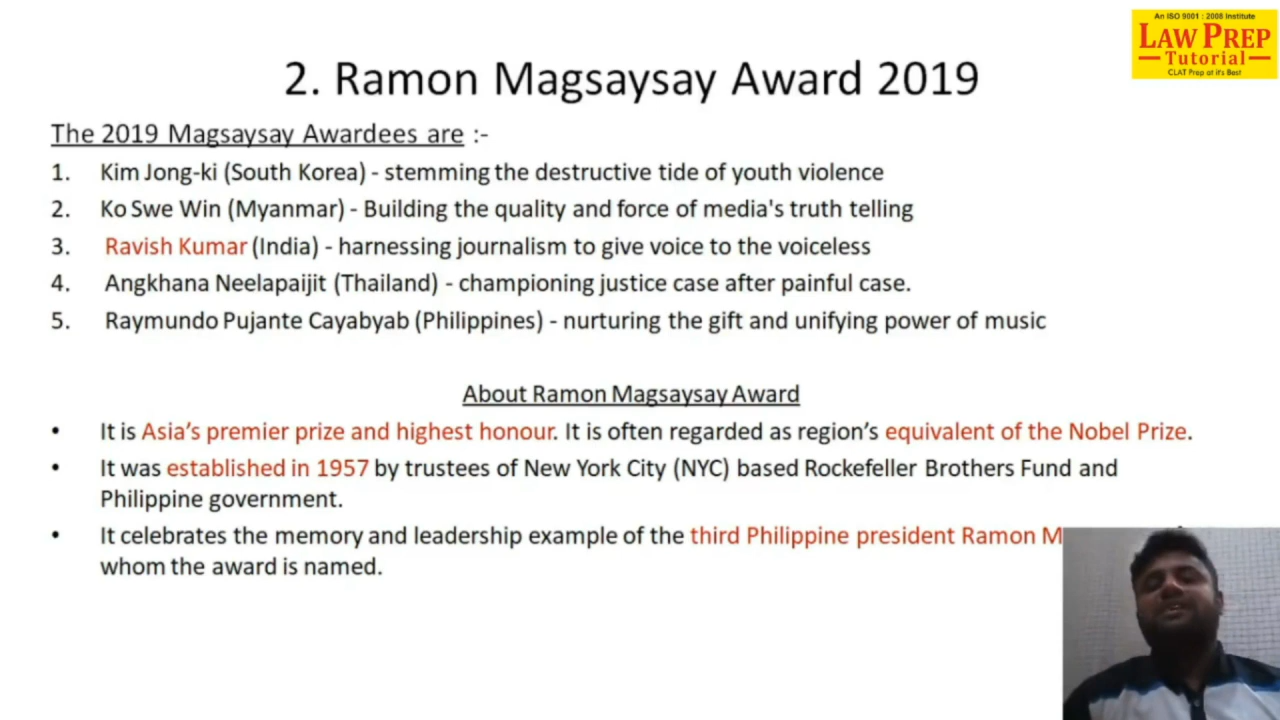 An ISO 9001 : 2008 Institute
LAW PREP
Tutorial
CLAT Prep at it's Best
2. Ramon Magsaysay Award 2019
The 2019 Magsaysay Awardees are :-
1. Kim Jong-ki (South Korea) - stemming the destructive tide of youth violence
2. Ko Swe Win (Myanmar) - Building the quality and force of media's truth telling
3. Ravish Kumar (India) - harnessing journalism to give voice to the voiceless
4. Angkhana Neelapaijit (Thailand) - championing justice case after painful case.
5. Raymundo Pujante Cayabyab (Philippines) - nurturing the gift and unifying power of music
About Ramon Magsaysay Award
• It is Asia's premier prize and highest honour. It is often regarded as region's equivalent of the Nobel Prize.
• It was established in 1957 by trustees of New York City (NYC) based Rockefeller Brothers Fund and
Philippine government.
• It celebrates the memory and leadership example of the third Philippine president Ramon M
whom the award is named.